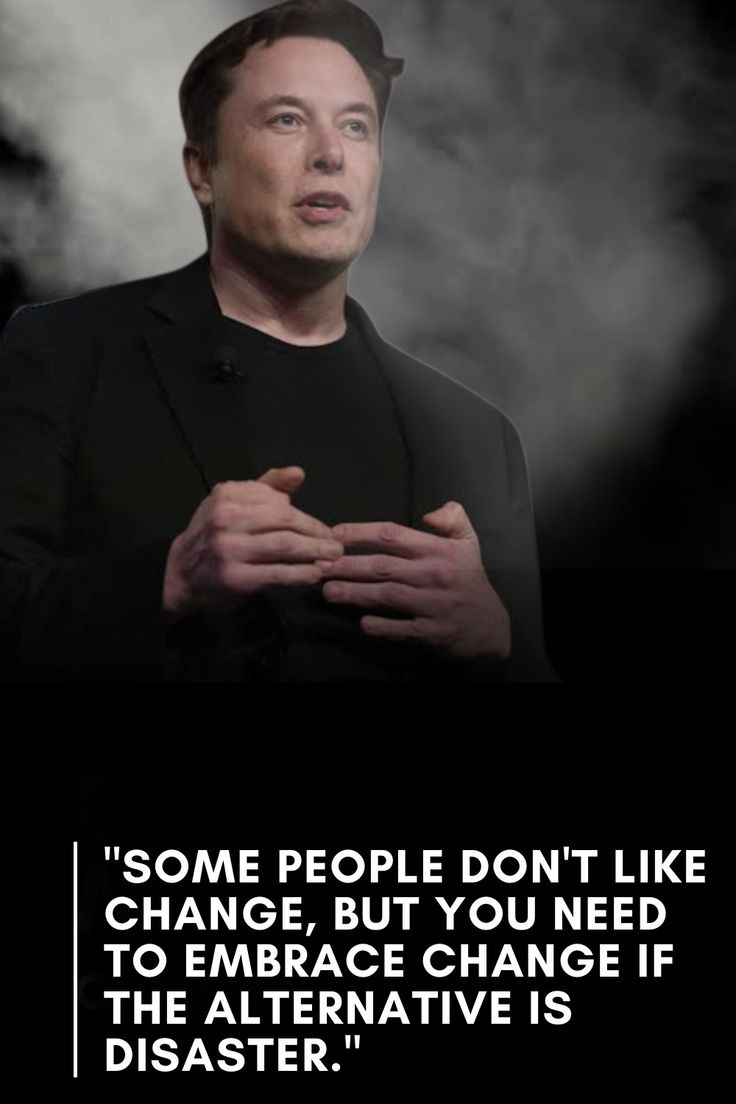 "SOME PEOPLE DON'T LIKE
CHANGE, BUT YOU NEED
TO EMBRACE CHANGE IF
THE ALTERNATIVE IS
DISASTER."